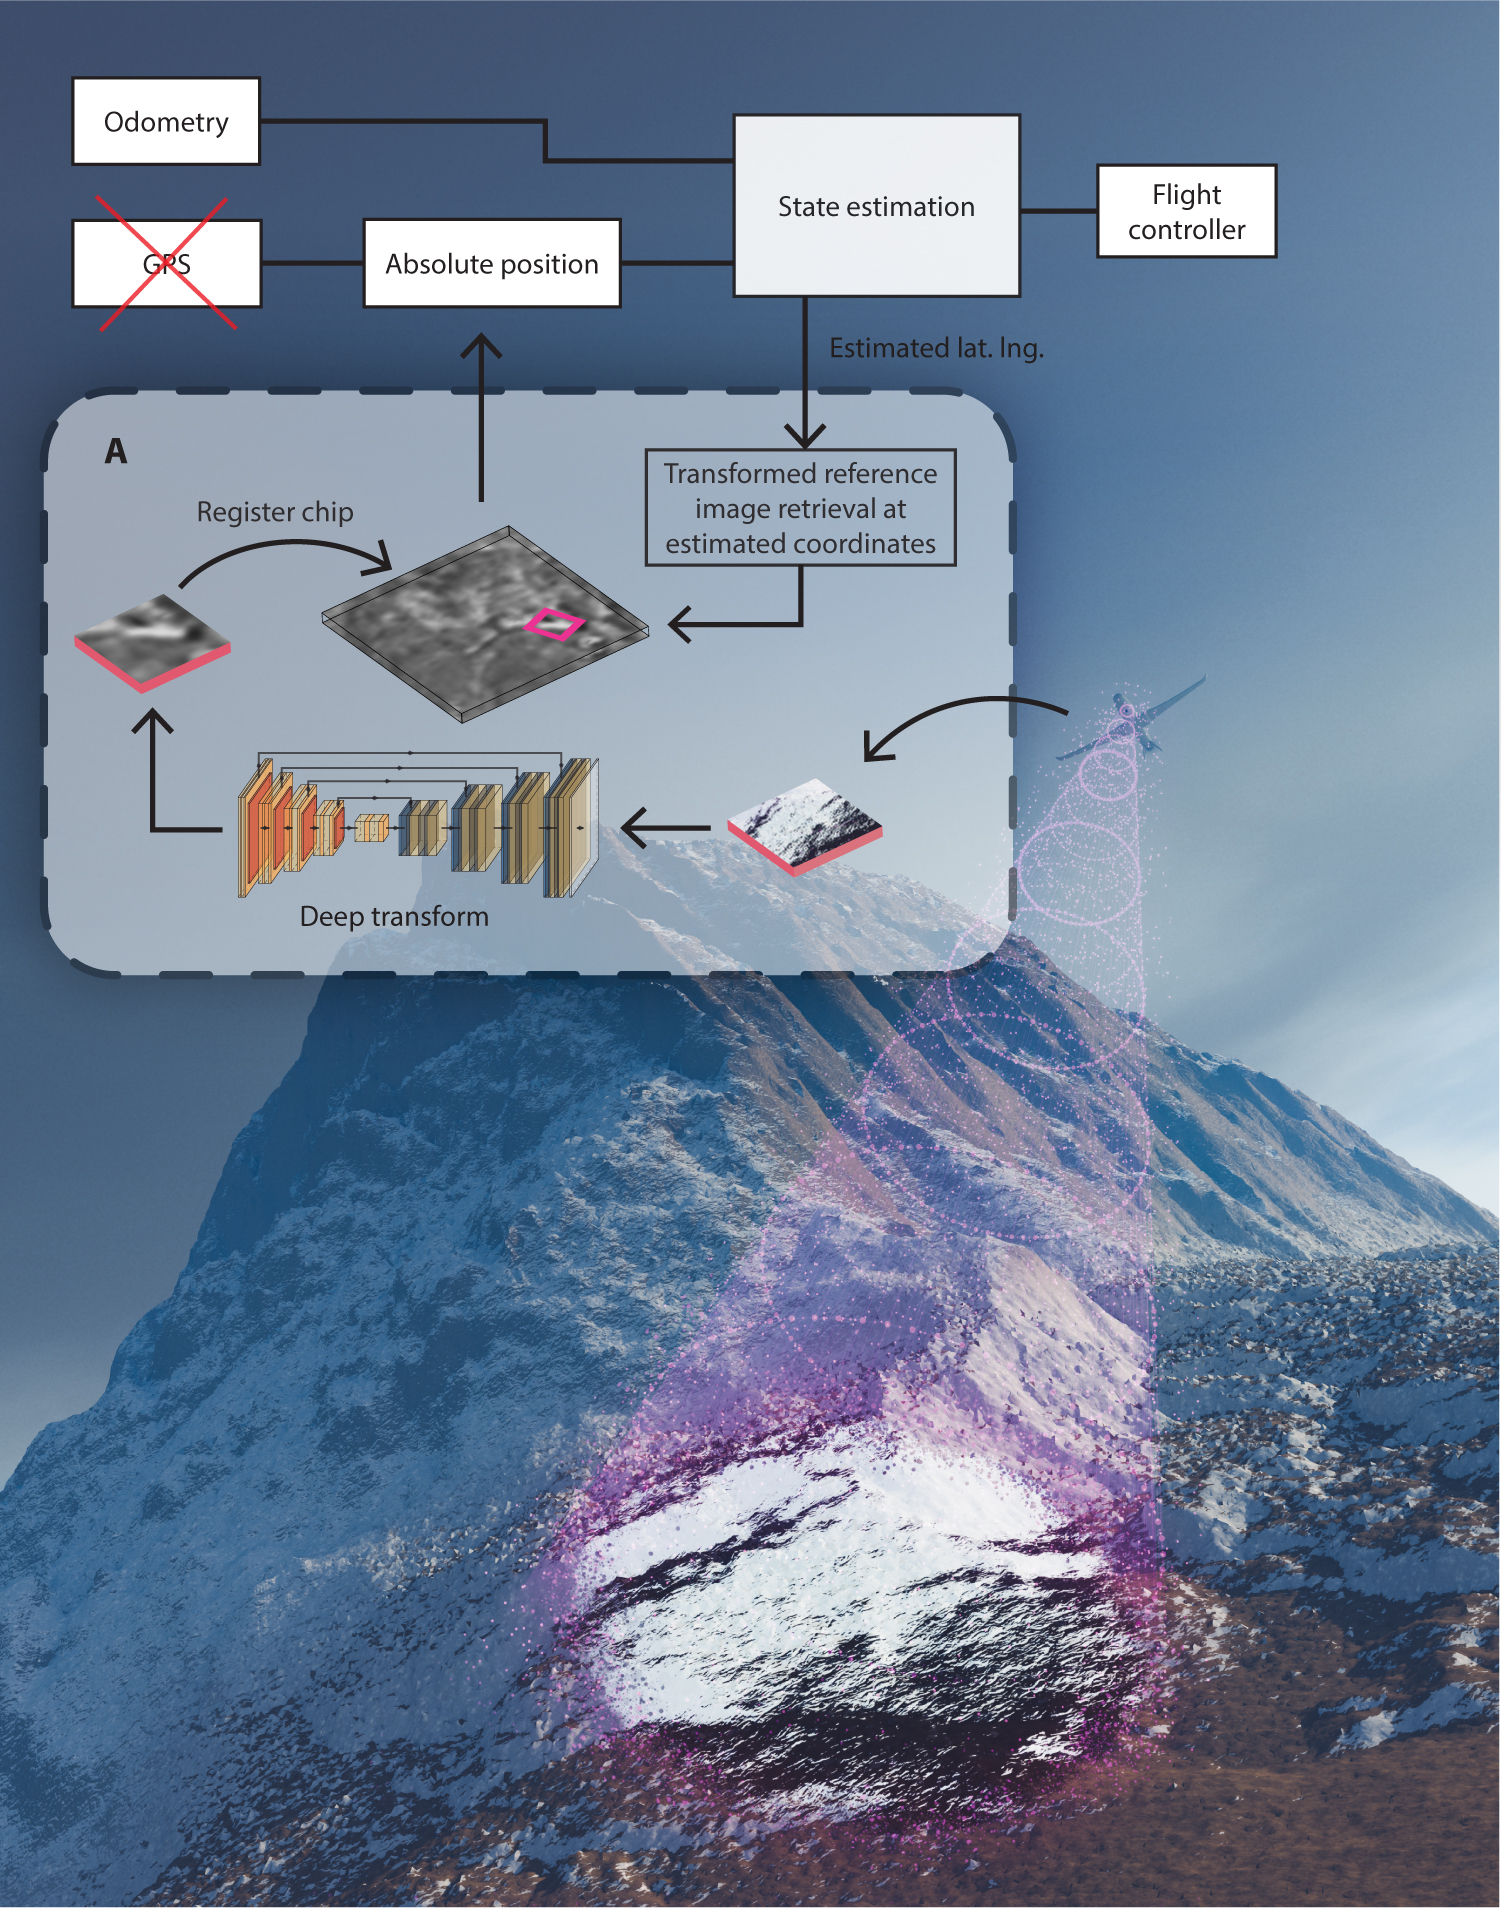 Odometry
State estimation
Flight
controller
GPS
Absolute position
Estimated lat. lng.
A
Transformed reference
image retrieval at
estimated coordinates
Register chip
Deep transform